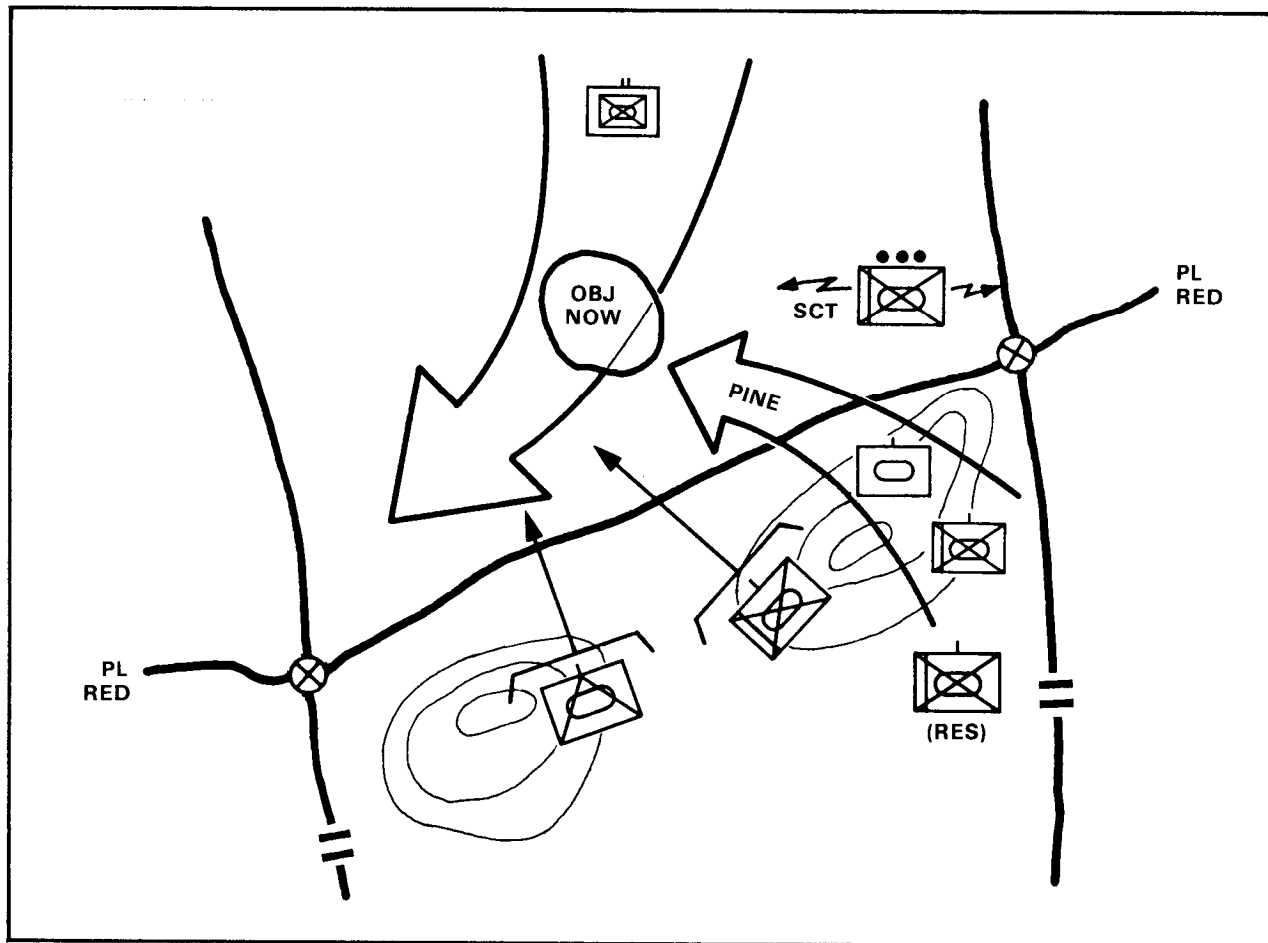 OBJ
NOW
SCT
PL
RED
PINE
PL
RED
(RES)